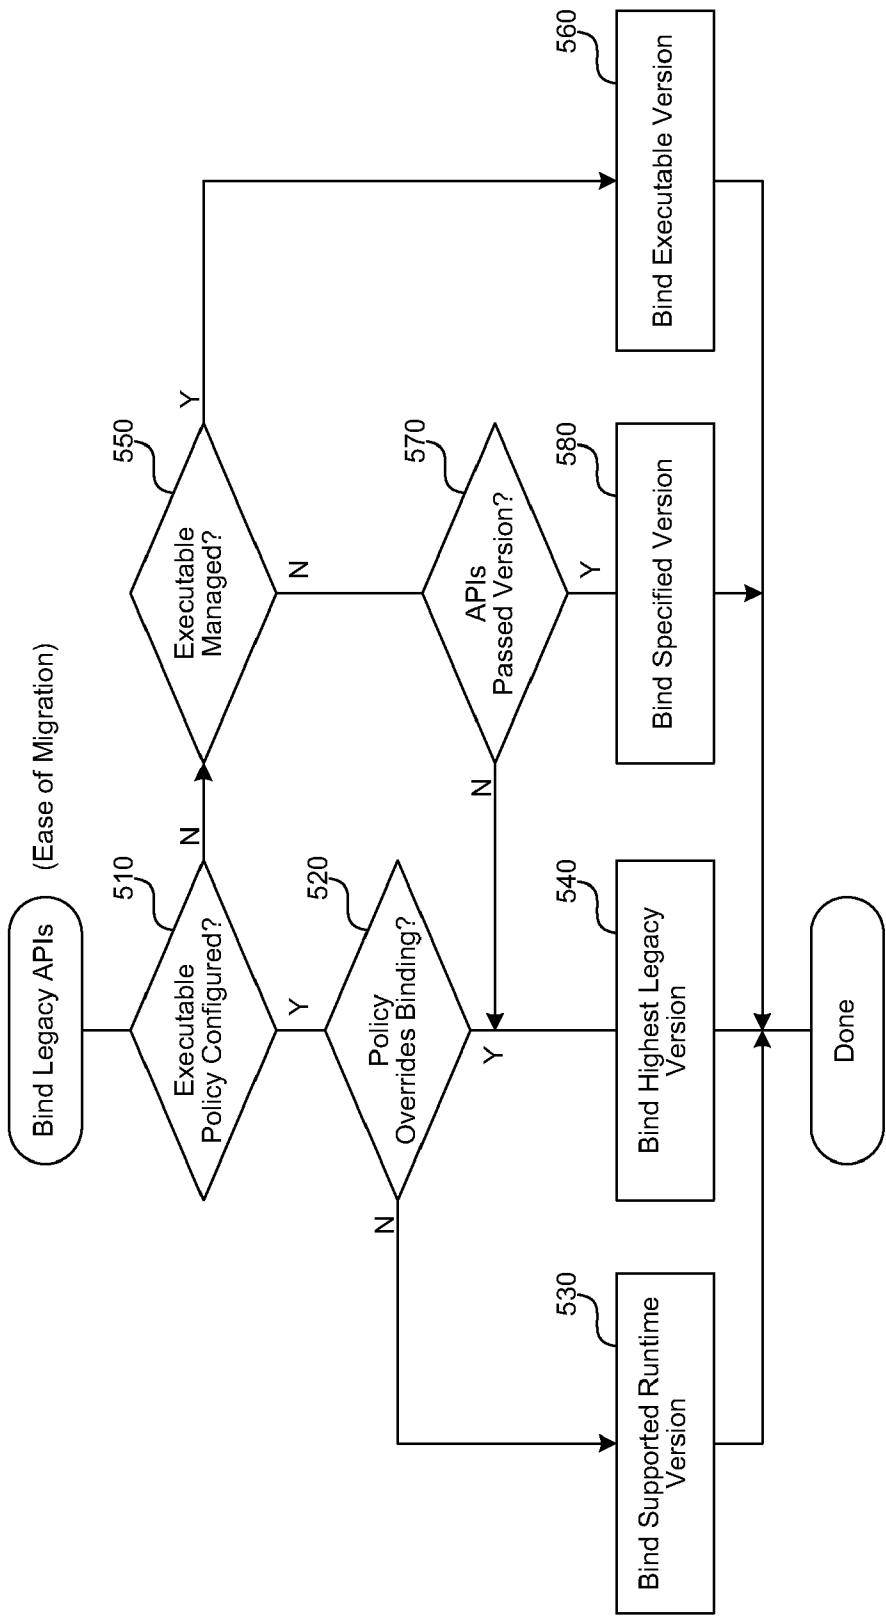 Bind Legacy APIs
(Ease of Migration)
510
Executable
Policy Configured?
N
Y
550
Executable
Managed?
Y
N
520
Policy
Overrides Binding?
N
Y
570
APIs
Passed Version?
N
Y
530
Bind Supported Runtime
Version
540
Bind Highest Legacy
Version
580
Bind Specified Version
560
Bind Executable Version
Done